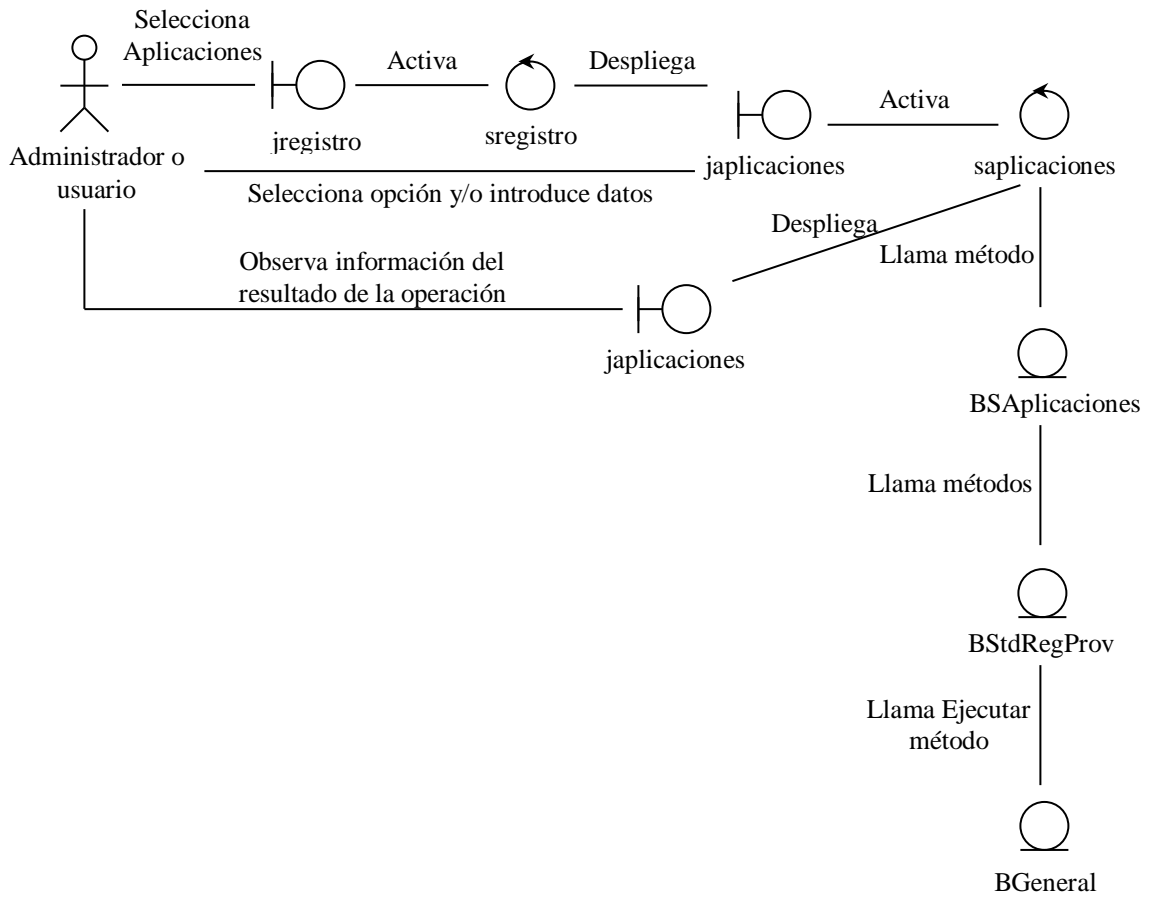 Selecciona
Aplicaciones
Activa
Despliega
Activa
jregistro
sregistro
japlicaciones
saplicaciones
Administrador o
usuario
Selecciona opción y/o introduce datos
Despliega
Llama método
Observa información del
resultado de la operación
japlicaciones
BSAplicaciones
Llama métodos
BStdRegProv
Llama Ejecutar
método
BGeneral